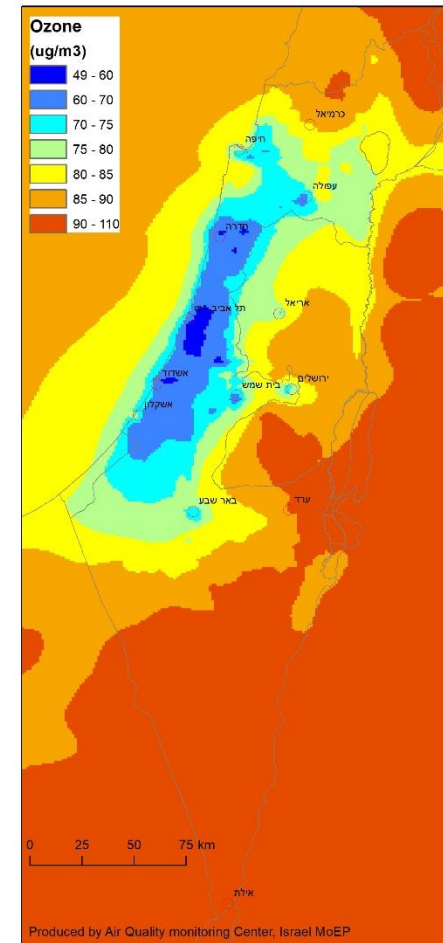 Ozone
(ug/m3)
49 - 60
60 - 70
70 - 75
75 - 80
80 - 85
85 - 90
90 - 110
כרמיאל
חיפה
עפולה
חדרה
אריאל
תל אביב
ירושלים
בית שמש
אשדוד
אשקלון
באר שבע
ערד
0 25 50 75 km
אילת
Produced by Air Quality monitoring Center, Israel MoEP